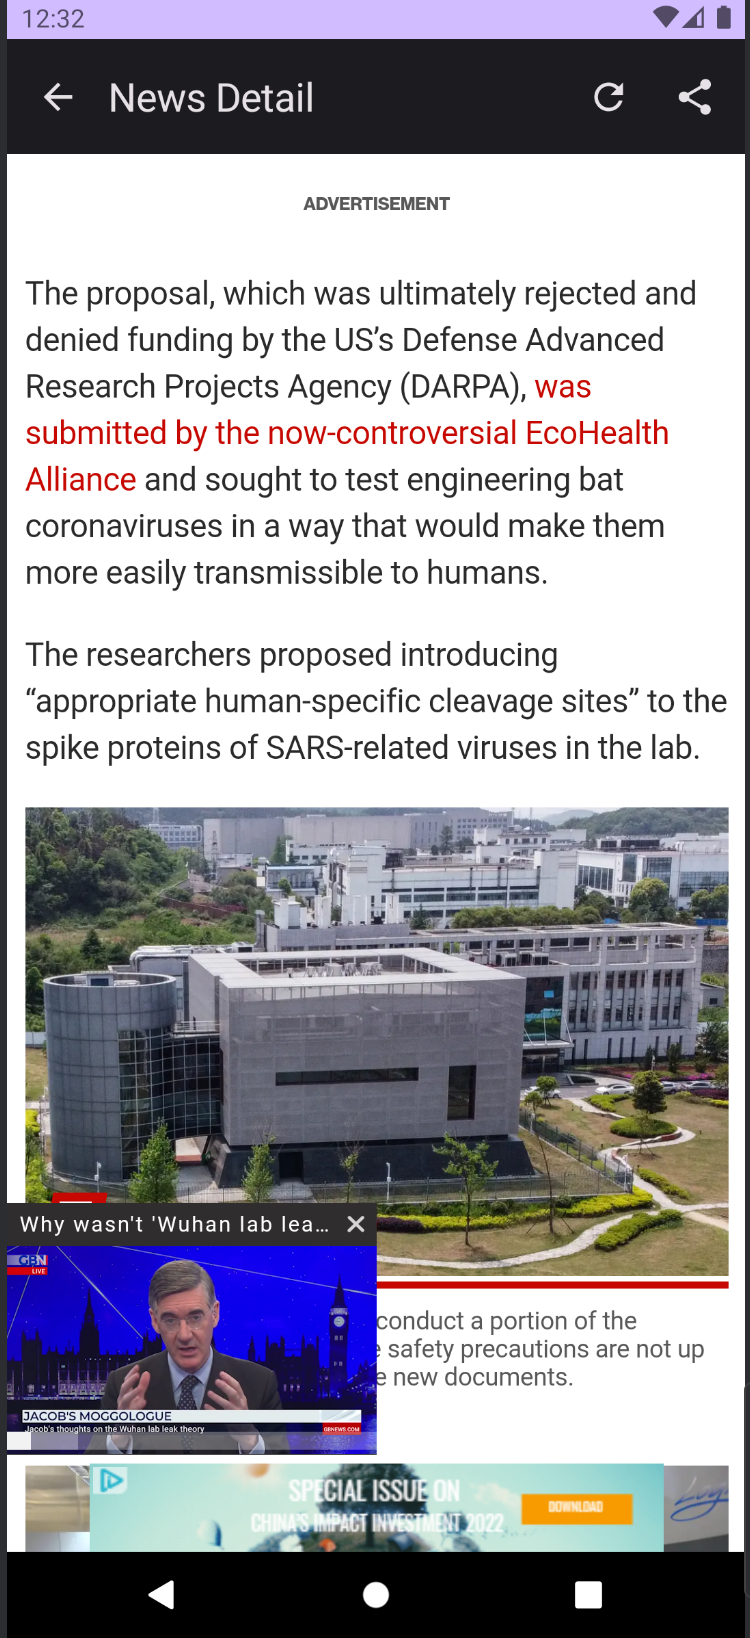 12:32
News Detail
ADVERTISEMENT
The proposal, which was ultimately rejected and
denied funding by the US’s Defense Advanced
Research Projects Agency (DARPA), was
submitted by the now-controversial EcoHealth
Alliance and sought to test engineering bat
coronaviruses in a way that would make them
more easily transmissible to humans.
The researchers proposed introducing
“appropriate human-specific cleavage sites” to the
spike proteins of SARS-related viruses in the lab.
Why wasn't 'Wuhan lab lea...
GBN
LIVE
JACOB'S MOGGOLOGUE
Jacob's thoughts on the Wuhan lab leak theory
GBNEWS.COM
conduct a portion of the
safety precautions are not up
e new documents.
SPECIAL ISSUE ON
CHINA'S IMPACT INVESTMENT 2022
DOWNLOAD